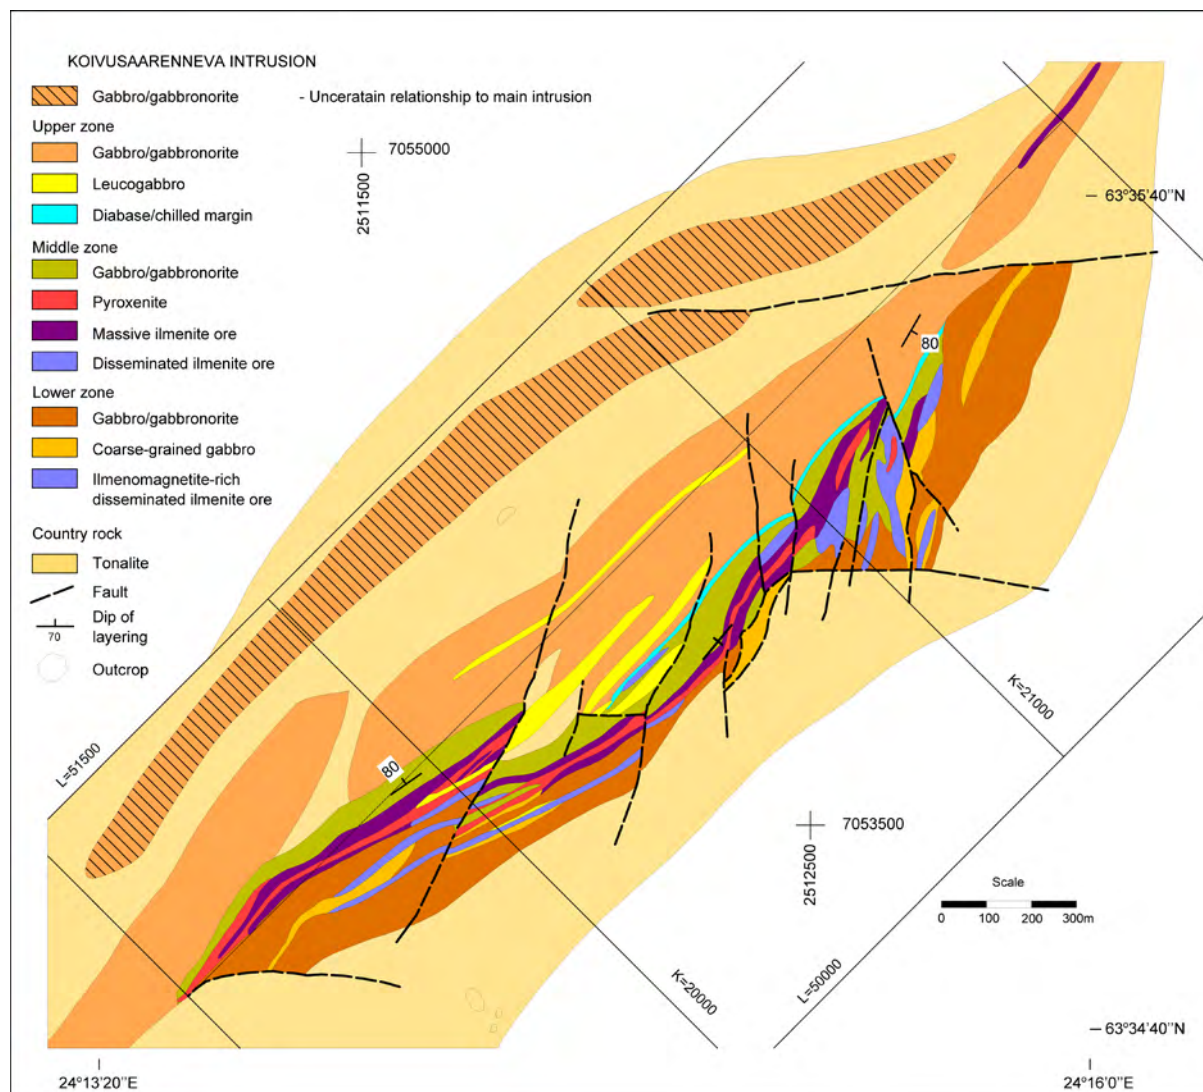 KOIVUSAARENNEVA INTRUSION
Gabbro/gabbronorite - Unceratain relationship to main intrusion
Upper zone
Gabbro/gabbronorite
Leucogabbro
Diabase/chilled margin
Middle zone
Gabbro/gabbronorite
Pyroxenite
Massive ilmenite ore
Disseminated ilmenite ore
Lower zone
Gabbro/gabbronorite
Coarse-grained gabbro
Ilmenomagnetite-rich
disseminated ilmenite ore
Country rock
Tonalite
Fault
Dip of
layering
70
Outcrop
7055000
2511500
63°35'40''N
80
80
L=51500
K=21000
7053500
2512500
Scale
0 100 200 300m
L=50000
K=20000
63°34'40''N
24°13'20''E
24°16'0''E